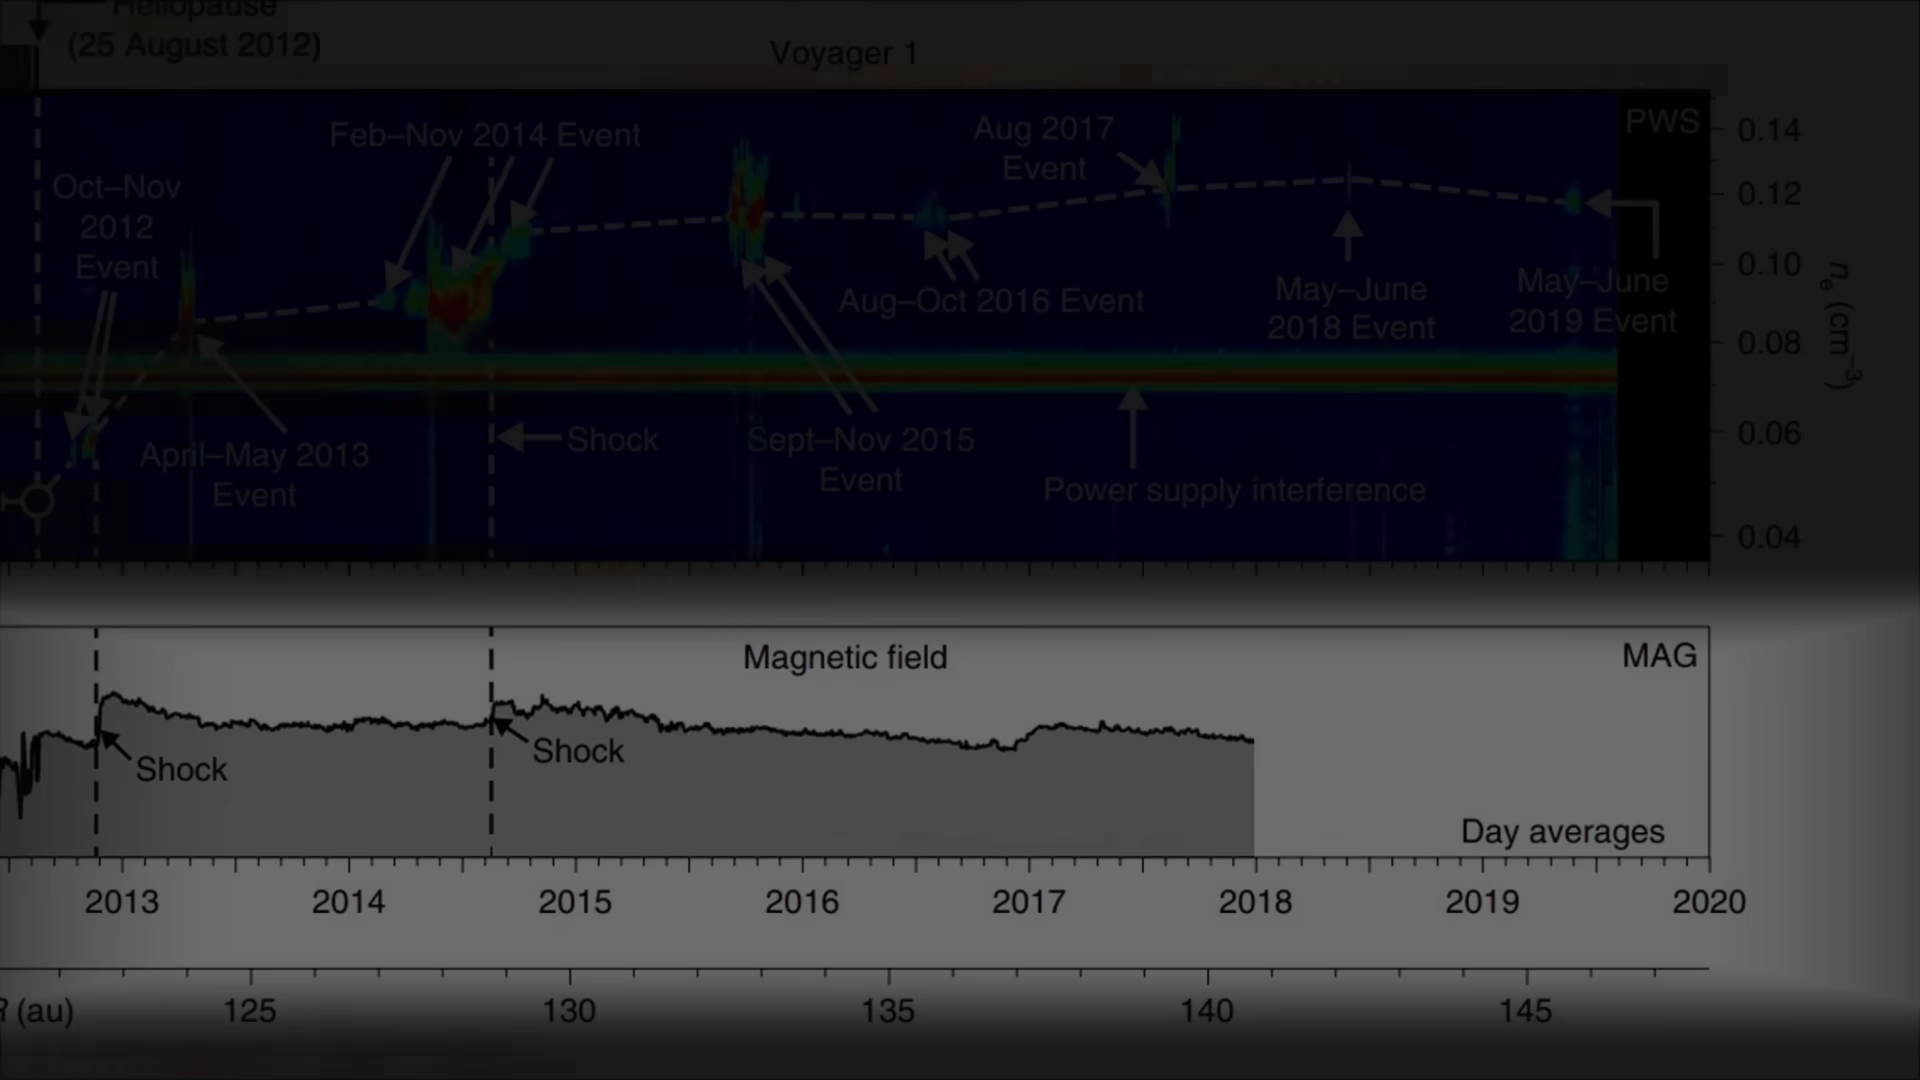 Heliopause
(25 August 2012)
Voyager 1
PWS
Feb–Nov 2014 Event
Aug 2017
Event
Oct–Nov
2012
Event
Aug–Oct 2016 Event
May–June
2018 Event
May–June
2019 Event
April–May 2013
Event
Shock
Sept–Nov 2015
Event
Power supply interference
0.14
0.12
0.10
0.08
0.06
0.04
nₑ (cm⁻³)
Magnetic field
MAG
Shock
Shock
Day averages
2013 2014 2015 2016 2017 2018 2019 2020
R (au) 125 130 135 140 145